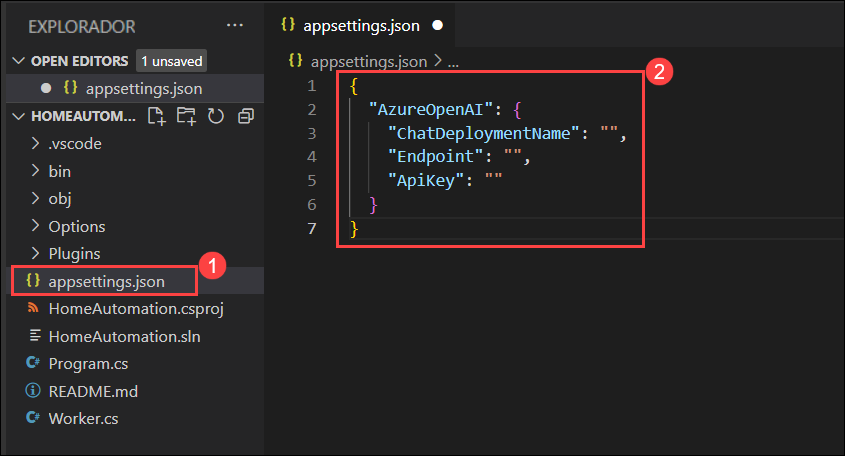 EXPLORADOR ...
OPEN EDITORS 1 unsaved
appsettings.json
HOMEAUTOM...
.vscode
bin
obj
Options
Plugins
appsettings.json
1
HomeAutomation.csproj
HomeAutomation.sln
Program.cs
README.md
Worker.cs
appsettings.json
appsettings.json > ...
2
1 {
2 "AzureOpenAI": {
3 "ChatDeploymentName": "",
4 "Endpoint": "",
5 "ApiKey": ""
6 }
7 }